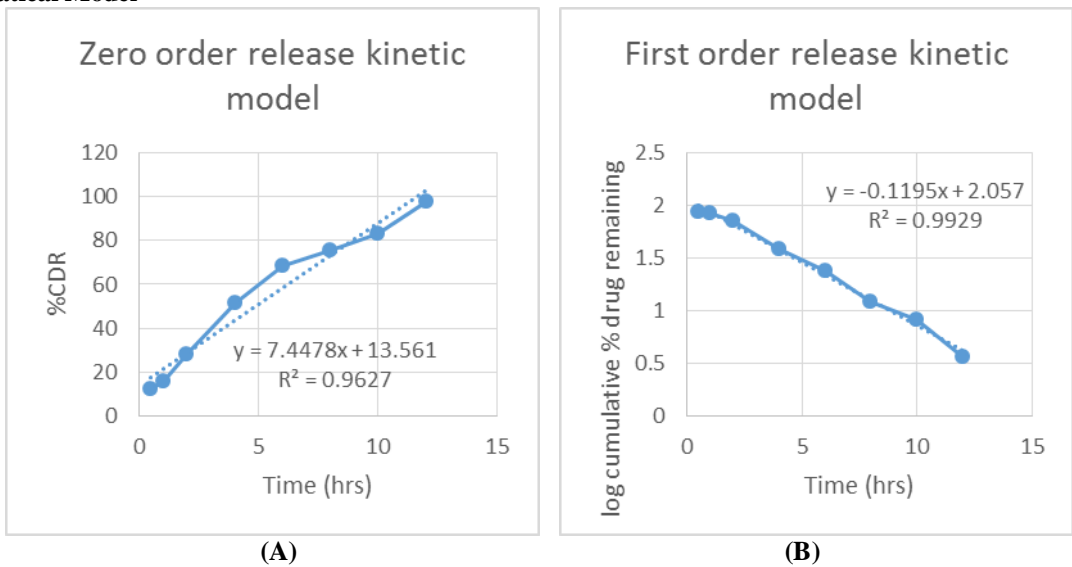 Zero order release kinetic
model
120
100
80
60
40
20
0
%CDR
y = 7.4478x + 13.561
R² = 0.9627
0 5 10 15
Time (hrs)
(A)
First order release kinetic
model
2.5
2
1.5
1
0.5
0
log cumulative % drug remaining
y = -0.1195x + 2.057
R² = 0.9929
0 5 10 15
Time (hrs)
(B)